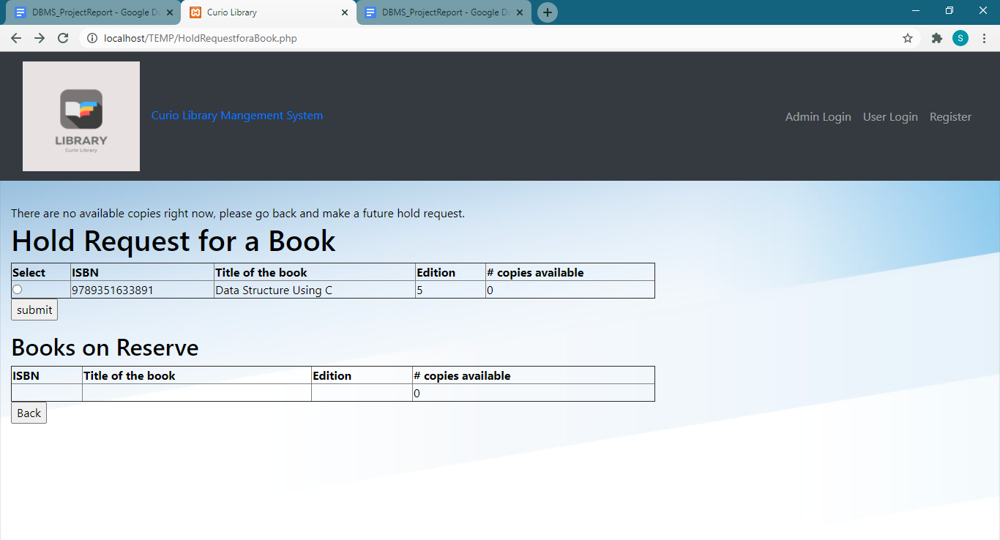 DBMS_ProjectReport - Google D
Curio Library
DBMS_ProjectReport - Google D
localhost/TEMP/HoldRequestforaBook.php
S
LIBRARY
Curio Library
Curio Library Mangement System
Admin Login User Login Register
There are no available copies right now, please go back and make a future hold request.
Hold Request for a Book
Select ISBN Title of the book Edition # copies available
9789351633891 Data Structure Using C 5 0
submit
Books on Reserve
ISBN Title of the book Edition # copies available
0
Back